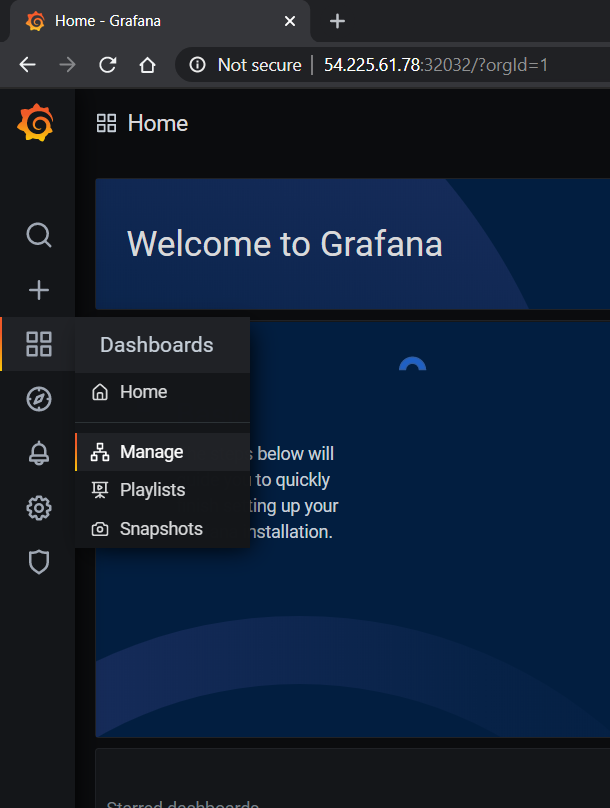 Home - Grafana
Not secure | 54.225.61.78:32032/?orgId=1
Home
Welcome to Grafana
Dashboards
Home
Manage
Playlists
Snapshots
below will
to quickly
ting up your
nstallation.
Starred dashboards